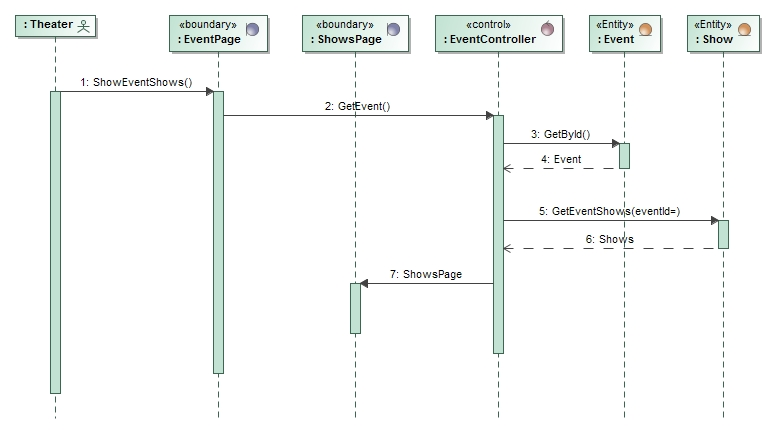 : Theater
«boundary»
: EventPage
«boundary»
: ShowsPage
«control»
: EventController
«Entity»
: Event
«Entity»
: Show
1: ShowEventShows()
2: GetEvent()
3: GetById()
4: Event
5: GetEventShows(eventId=)
6: Shows
7: ShowsPage